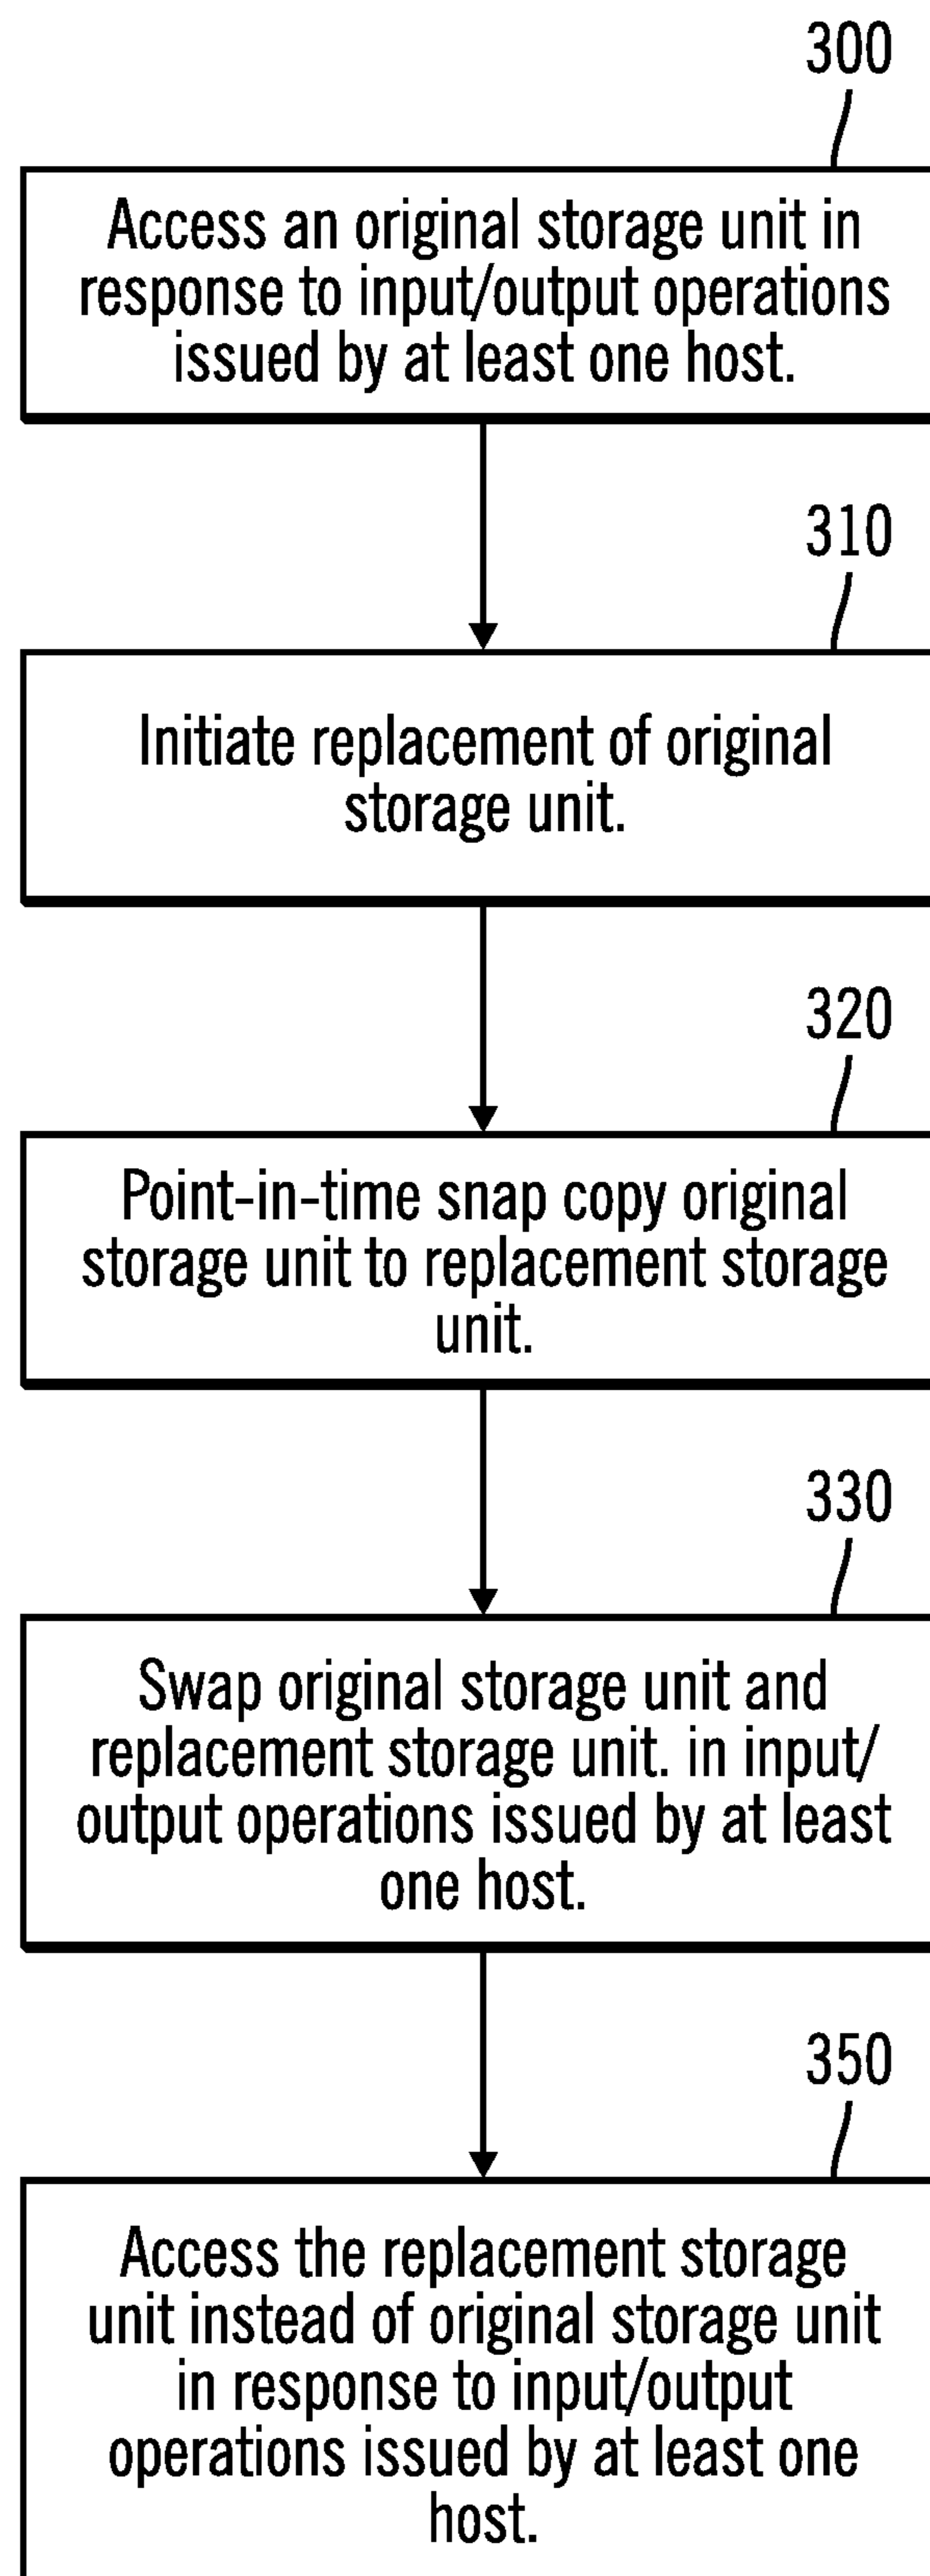 300
Access an original storage unit in
response to input/output operations
issued by at least one host.
310
Initiate replacement of original
storage unit.
320
Point-in-time snap copy original
storage unit to replacement storage
unit.
330
Swap original storage unit and
replacement storage unit. in input/
output operations issued by at least
one host.
350
Access the replacement storage
unit instead of original storage unit
in response to input/output
operations issued by at least one
host.